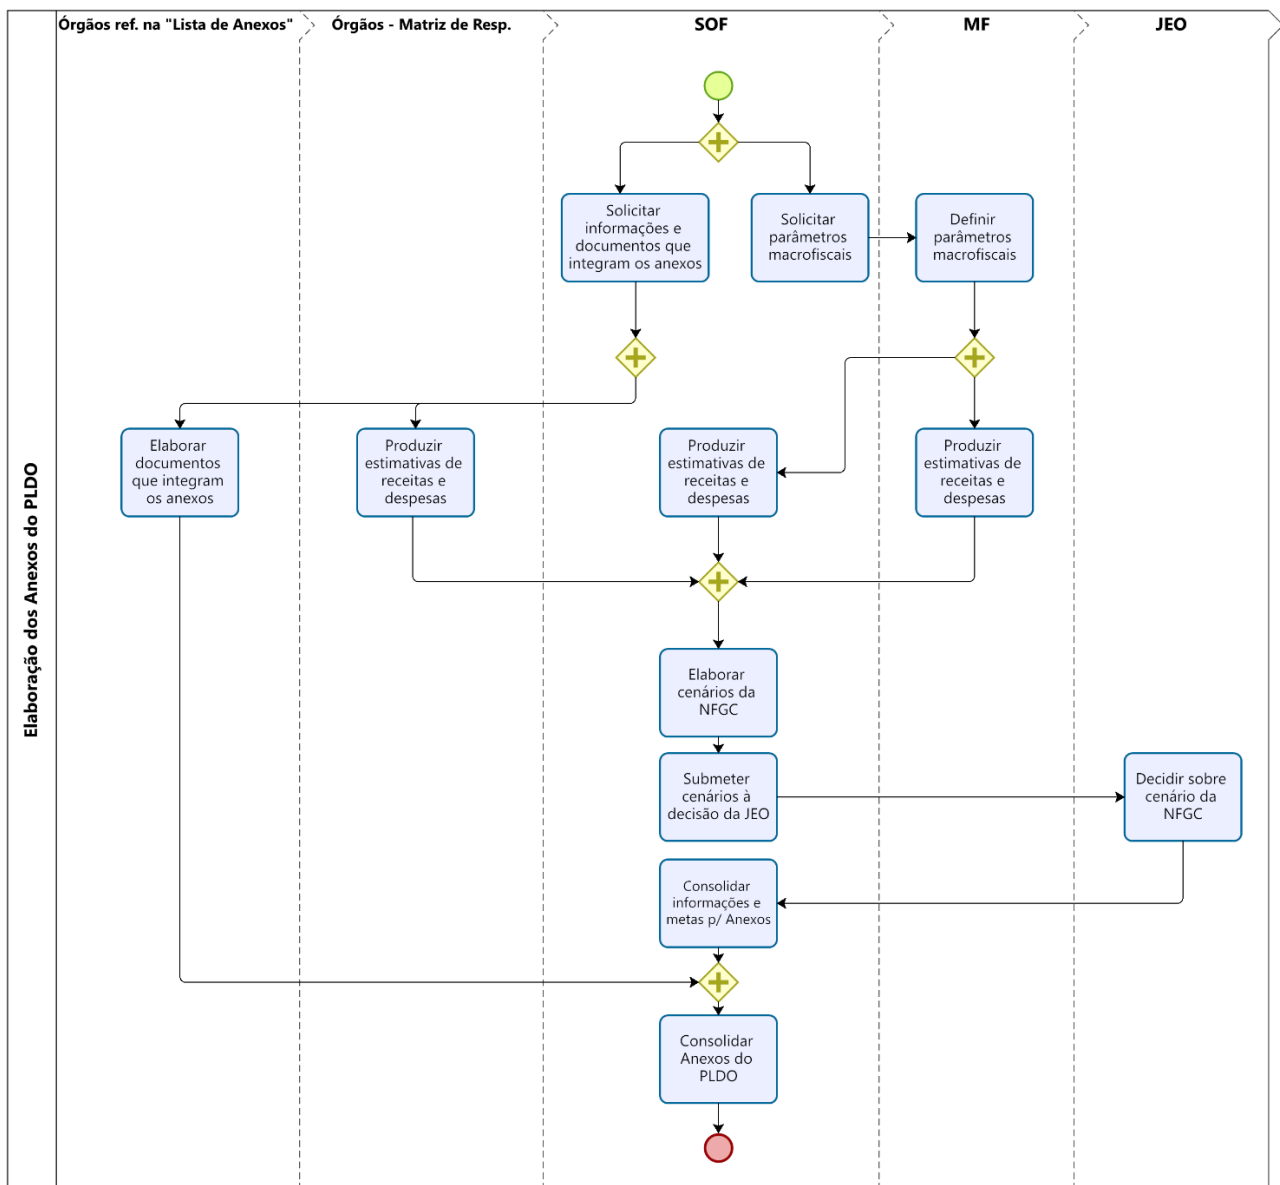 Elaboração dos Anexos do PLDO
Órgãos ref. na "Lista de Anexos"
Órgãos - Matriz de Resp.
SOF
MF
JEO
Solicitar
informações e
documentos que
integram os anexos
Solicitar
parâmetros
macrofiscais
Definir
parâmetros
macrofiscais
Elaborar
documentos
que integram
os anexos
Produzir
estimativas de
receitas e
despesas
Produzir
estimativas de
receitas e
despesas
Produzir
estimativas de
receitas e
despesas
Elaborar
cenários da
NFGC
Submeter
cenários à
decisão da JEO
Decidir sobre
cenário da
NFGC
Consolidar
informações e
metas p/ Anexos
Consolidar
Anexos do
PLDO